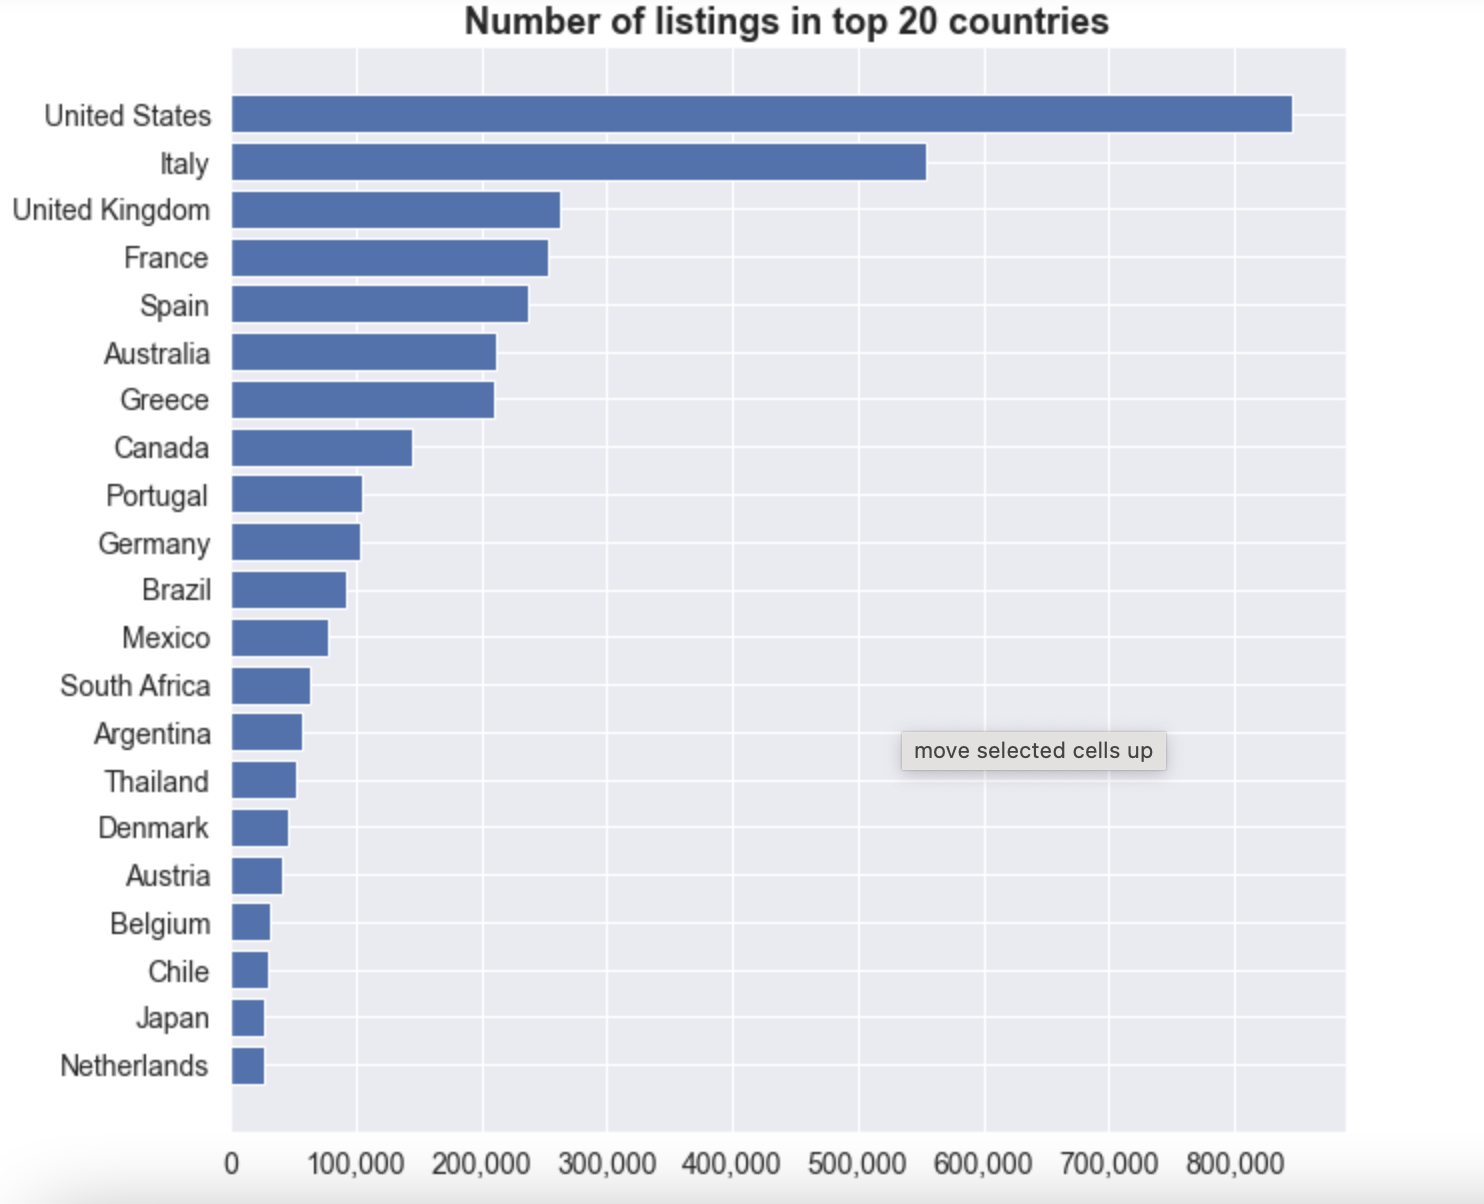 Number of listings in top 20 countries
United States
Italy
United Kingdom
France
Spain
Australia
Greece
Canada
Portugal
Germany
Brazil
Mexico
South Africa
Argentina
move selected cells up
Thailand
Denmark
Austria
Belgium
Chile
Japan
Netherlands
0 100,000 200,000 300,000 400,000 500,000 600,000 700,000 800,000